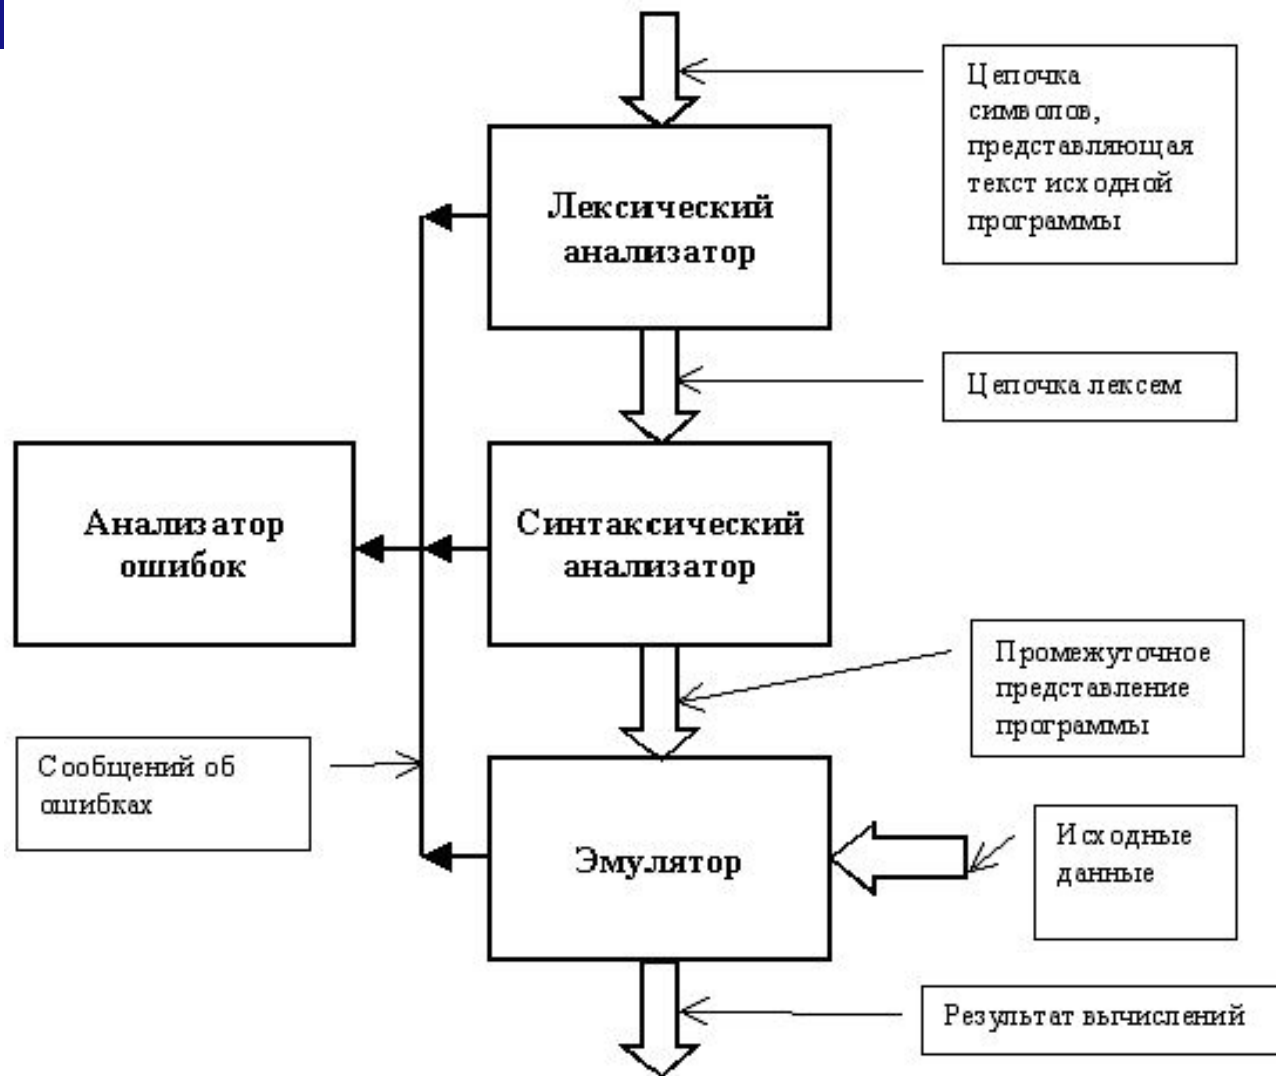 Цепочка
символов,
представляющая
текст исходной
программы
Лексический
анализатор
Цепочка лексем
Анализатор
ошибок
Синтаксический
анализатор
Промежуточное
представление
программы
Сообщений об
ошибках
Эмулятор
Исходные
данные
Результат вычислений